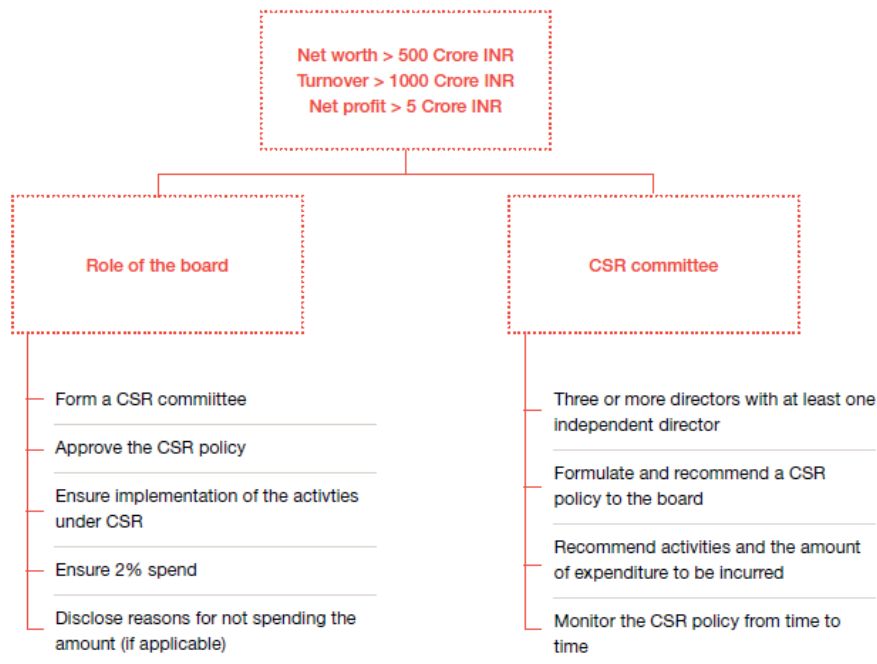 Net worth > 500 Crore INR
Turnover > 1000 Crore INR
Net profit > 5 Crore INR
Role of the board
Form a CSR commiittee
Approve the CSR policy
Ensure implementation of the activties
under CSR
Ensure 2% spend
Disclose reasons for not spending the
amount (if applicable)
CSR committee
Three or more directors with at least one
independent director
Formulate and recommend a CSR
policy to the board
Recommend activities and the amount
of expenditure to be incurred
Monitor the CSR policy from time to
time